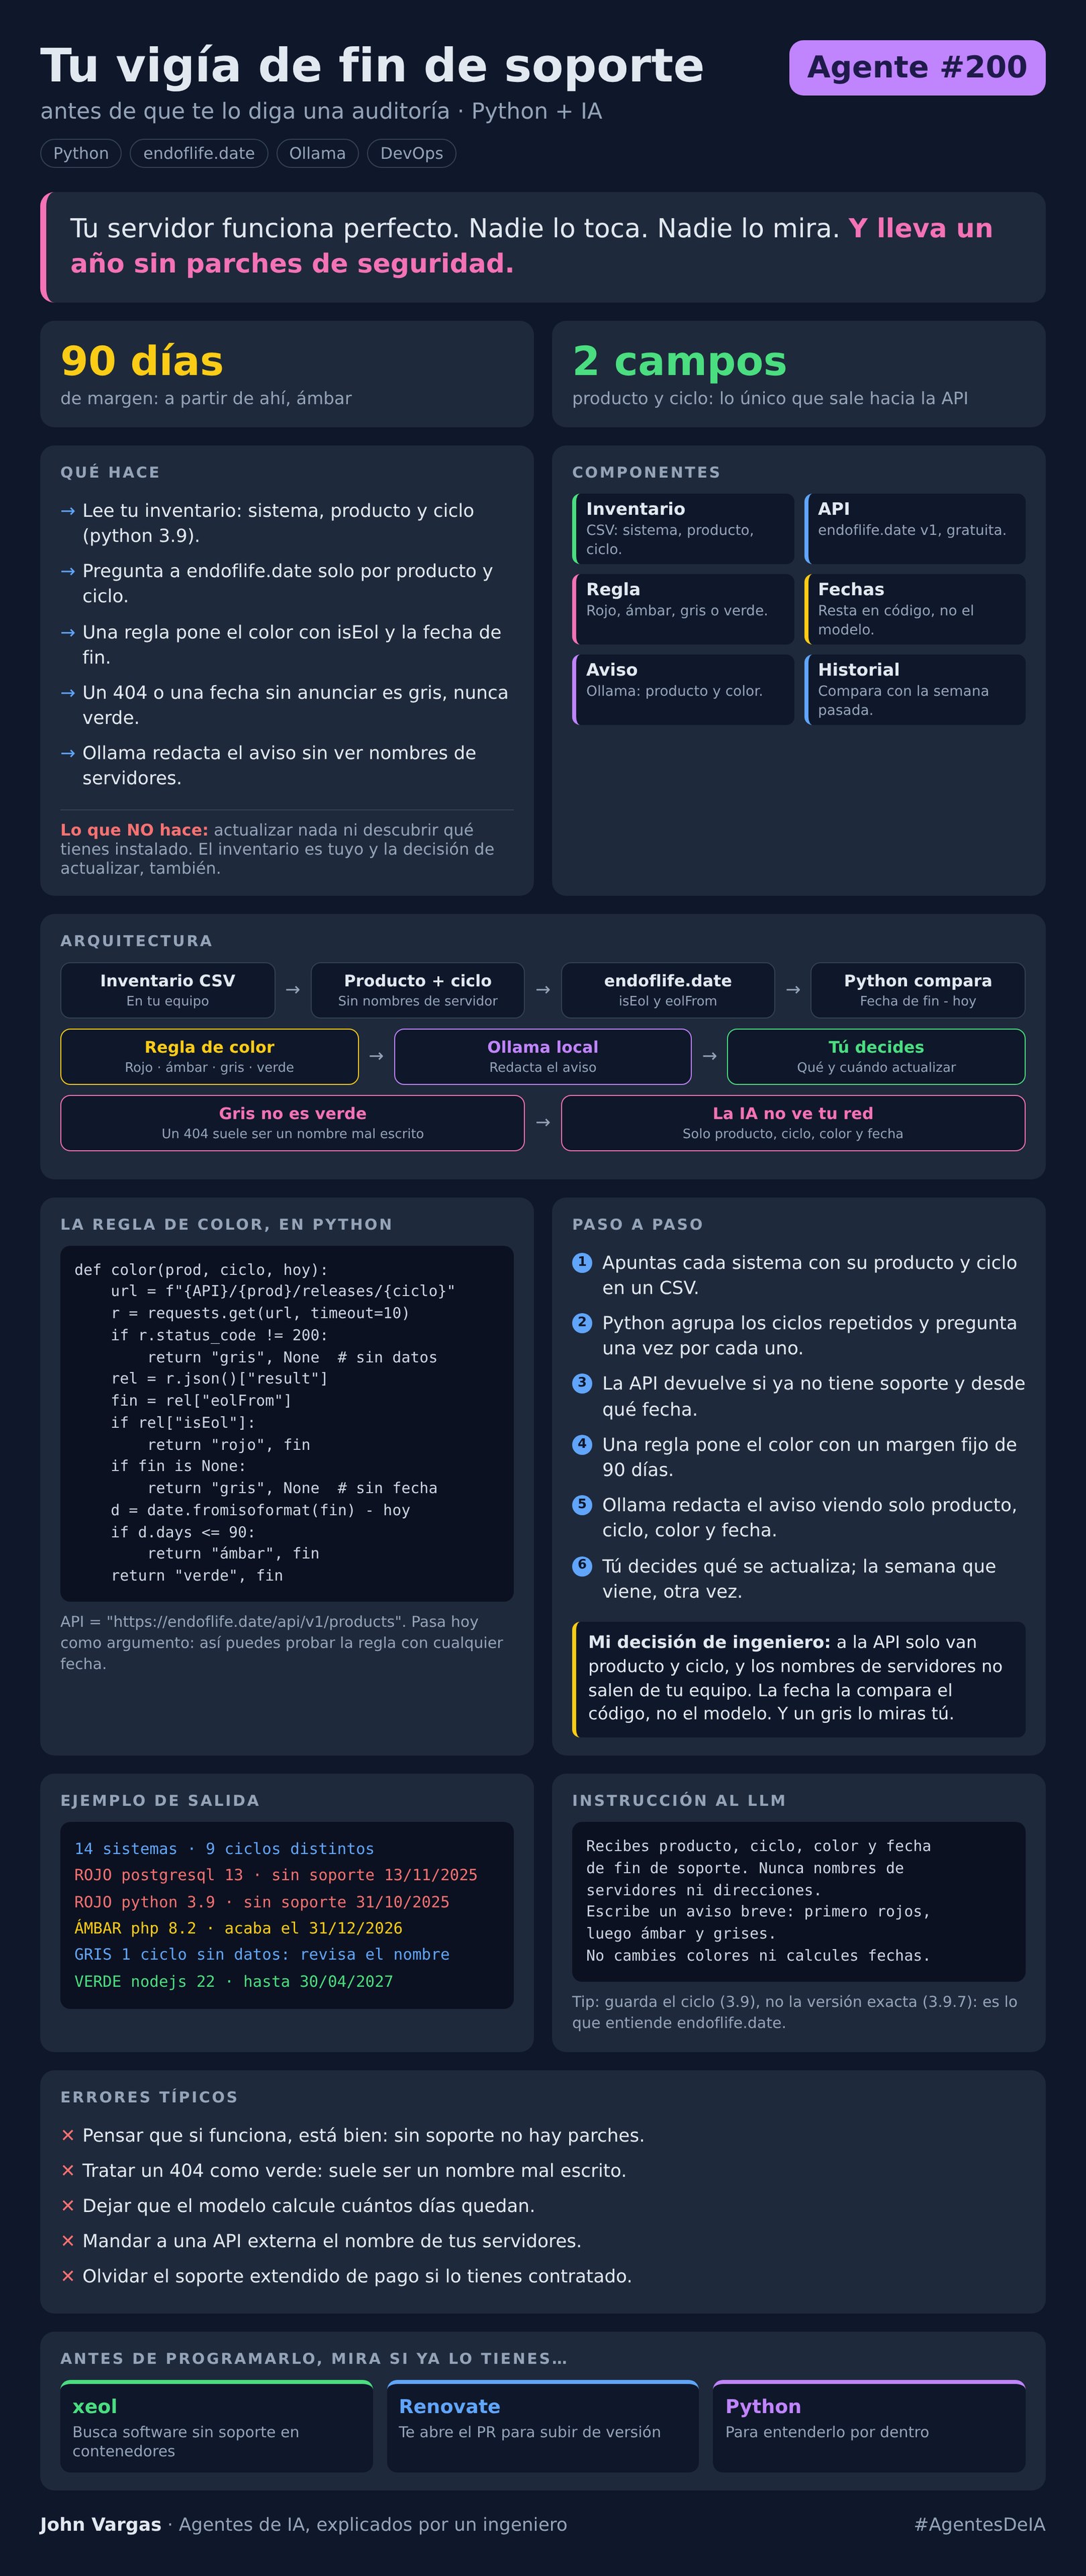 Tu vigía de fin de soporte
Agente #200
antes de que te lo diga una auditoría · Python + IA
Python
endoflife.date
Ollama
DevOps
Tu servidor funciona perfecto. Nadie lo toca. Nadie lo mira. Y lleva un
año sin parches de seguridad.
90 días
de margen: a partir de ahí, ámbar
2 campos
producto y ciclo: lo único que sale hacia la API
QUÉ HACE
→ Lee tu inventario: sistema, producto y ciclo
(python 3.9).
→ Pregunta a endoflife.date solo por producto y
ciclo.
→ Una regla pone el color con isEol y la fecha de
fin.
→ Un 404 o una fecha sin anunciar es gris, nunca
verde.
→ Ollama redacta el aviso sin ver nombres de
servidores.
Lo que NO hace: actualizar nada ni descubrir qué
tienes instalado. El inventario es tuyo y la decisión de
actualizar, también.
COMPONENTES
Inventario
CSV: sistema, producto,
ciclo.
API
endoflife.date v1, gratuita.
Regla
Rojo, ámbar, gris o verde.
Fechas
Resta en código, no el
modelo.
Aviso
Ollama: producto y color.
Historial
Compara con la semana
pasada.
ARQUITECTURA
Inventario CSV
En tu equipo
→
Producto + ciclo
Sin nombres de servidor
→
endoflife.date
isEol y eolFrom
→
Python compara
Fecha de fin - hoy
Regla de color
Rojo · ámbar · gris · verde
→
Ollama local
Redacta el aviso
→
Tú decides
Qué y cuándo actualizar
Gris no es verde
Un 404 suele ser un nombre mal escrito
→
La IA no ve tu red
Solo producto, ciclo, color y fecha
LA REGLA DE COLOR, EN PYTHON
def color(prod, ciclo, hoy):
    url = f"{API}/{prod}/releases/{ciclo}"
    r = requests.get(url, timeout=10)
    if r.status_code != 200:
        return "gris", None  # sin datos
    rel = r.json()["result"]
    fin = rel["eolFrom"]
    if rel["isEol"]:
        return "rojo", fin
    if fin is None:
        return "gris", None  # sin fecha
    d = date.fromisoformat(fin) - hoy
    if d.days <= 90:
        return "ámbar", fin
    return "verde", fin
API = "https://endoflife.date/api/v1/products". Pasa hoy
como argumento: así puedes probar la regla con cualquier
fecha.
PASO A PASO
1 Apuntas cada sistema con su producto y ciclo
en un CSV.
2 Python agrupa los ciclos repetidos y pregunta
una vez por cada uno.
3 La API devuelve si ya no tiene soporte y desde
qué fecha.
4 Una regla pone el color con un margen fijo de
90 días.
5 Ollama redacta el aviso viendo solo producto,
ciclo, color y fecha.
6 Tú decides qué se actualiza; la semana que
viene, otra vez.
Mi decisión de ingeniero: a la API solo van
producto y ciclo, y los nombres de servidores no
salen de tu equipo. La fecha la compara el
código, no el modelo. Y un gris lo miras tú.
EJEMPLO DE SALIDA
14 sistemas · 9 ciclos distintos
ROJO postgresql 13 · sin soporte 13/11/2025
ROJO python 3.9 · sin soporte 31/10/2025
ÁMBAR php 8.2 · acaba el 31/12/2026
GRIS 1 ciclo sin datos: revisa el nombre
VERDE nodejs 22 · hasta 30/04/2027
INSTRUCCIÓN AL LLM
Recibes producto, ciclo, color y fecha
de fin de soporte. Nunca nombres de
servidores ni direcciones.
Escribe un aviso breve: primero rojos,
luego ámbar y grises.
No cambies colores ni calcules fechas.
Tip: guarda el ciclo (3.9), no la versión exacta (3.9.7): es lo
que entiende endoflife.date.
ERRORES TÍPICOS
✕ Pensar que si funciona, está bien: sin soporte no hay parches.
✕ Tratar un 404 como verde: suele ser un nombre mal escrito.
✕ Dejar que el modelo calcule cuántos días quedan.
✕ Mandar a una API externa el nombre de tus servidores.
✕ Olvidar el soporte extendido de pago si lo tienes contratado.
ANTES DE PROGRAMARLO, MIRA SI YA LO TIENES…
xeol
Busca software sin soporte en
contenedores
Renovate
Te abre el PR para subir de versión
Python
Para entenderlo por dentro
John Vargas · Agentes de IA, explicados por un ingeniero
#AgentesDeIA